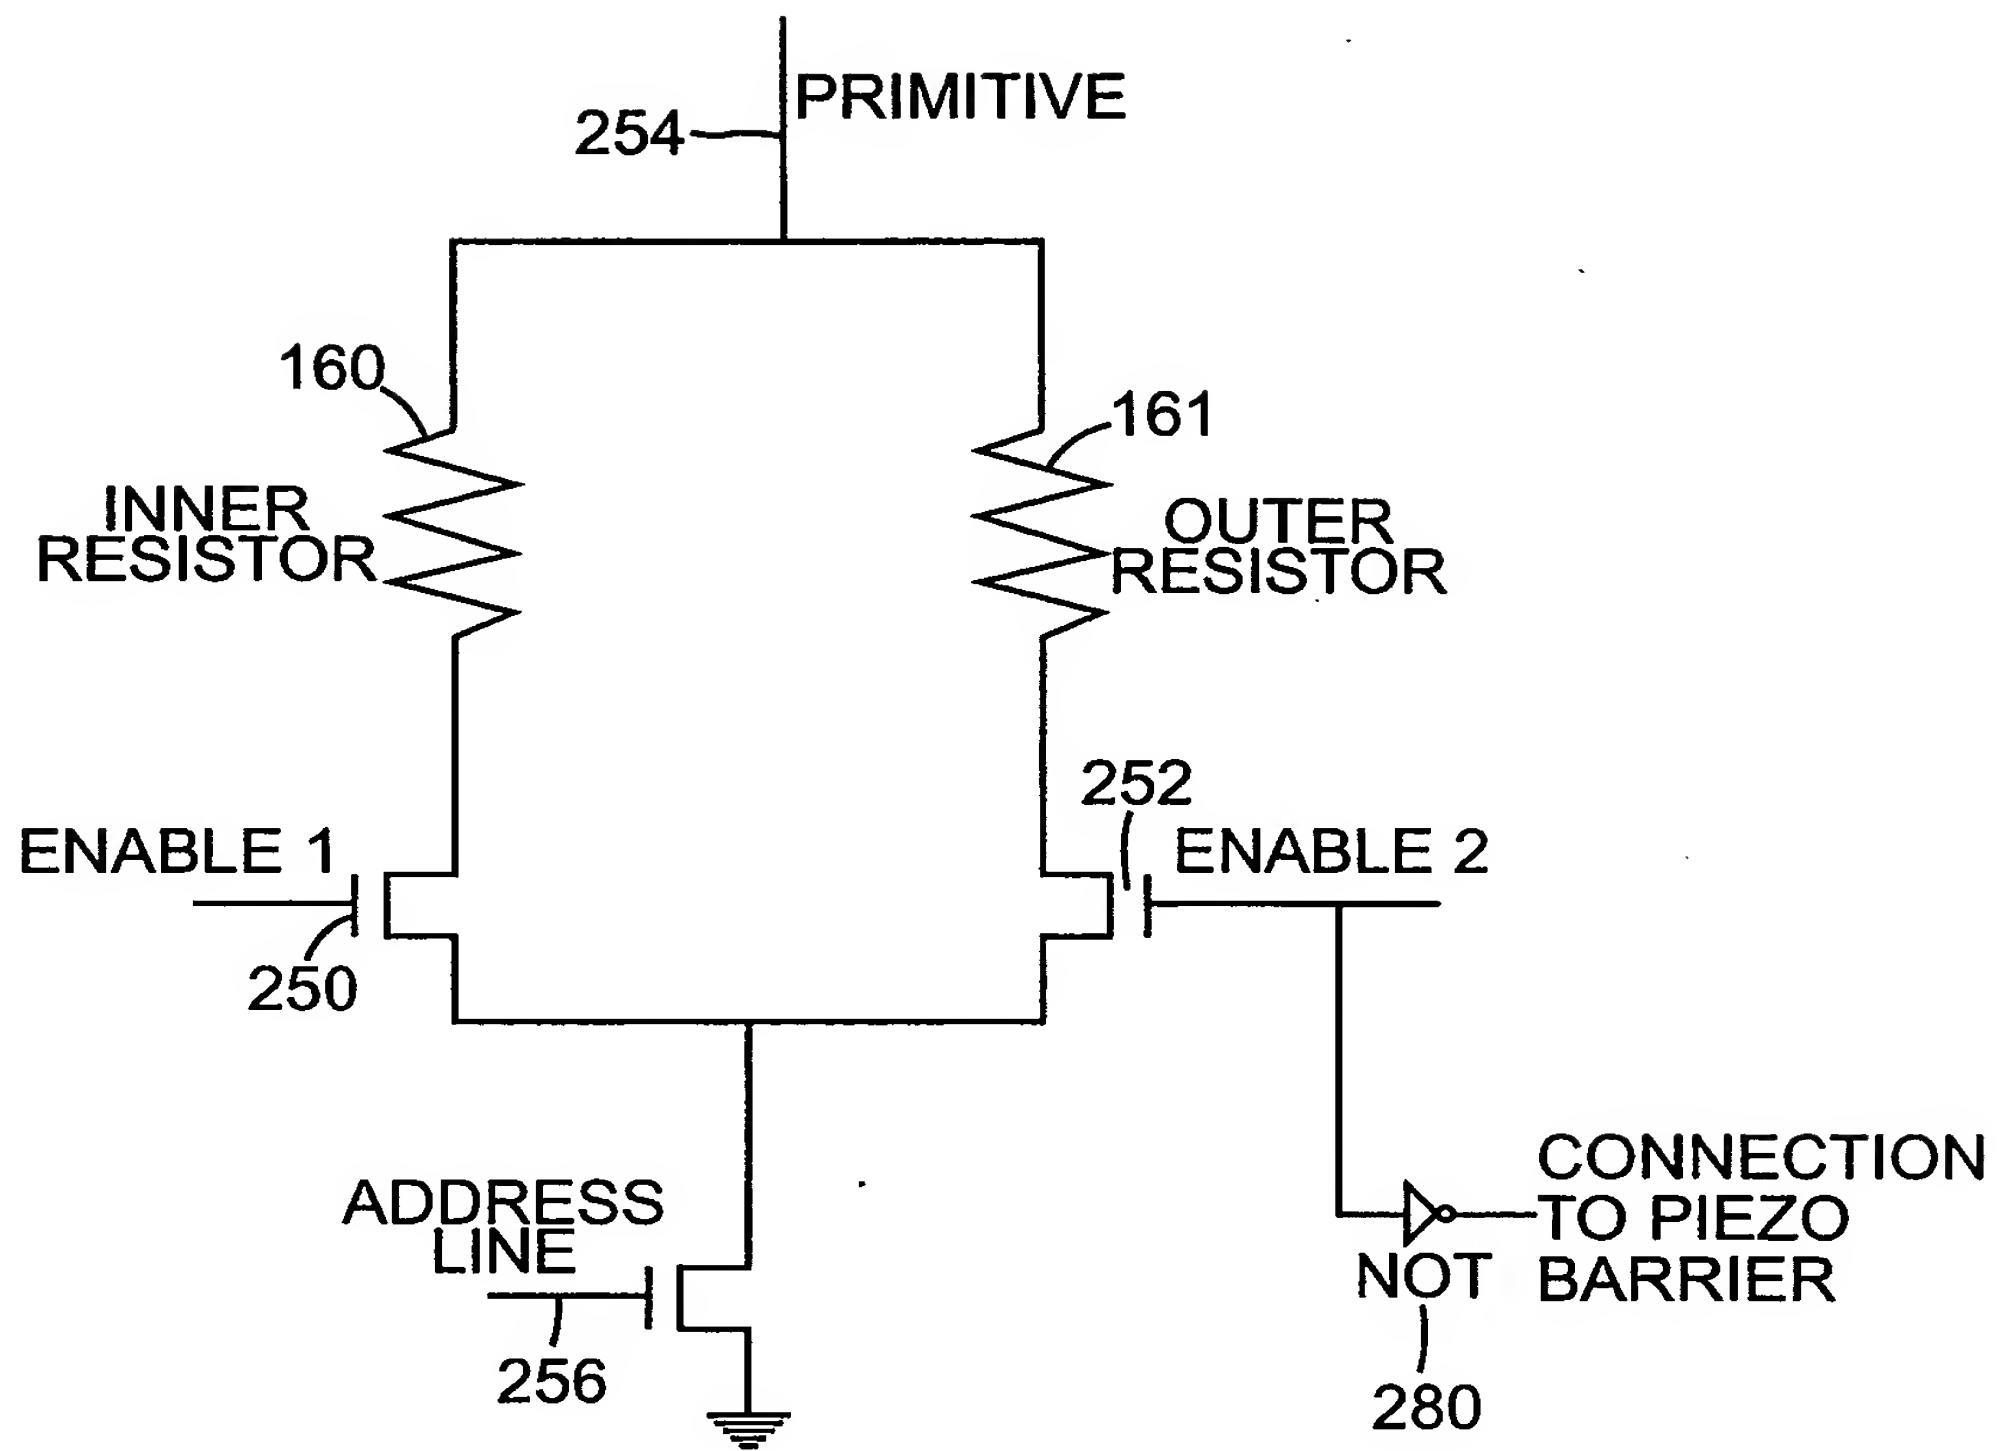 PRIMITIVE
254
160
161
INNER
RESISTOR
OUTER
RESISTOR
252
ENABLE 1
ENABLE 2
250
ADDRESS
LINE
CONNECTION
TO PIEZO
BARRIER
NOT
256
280